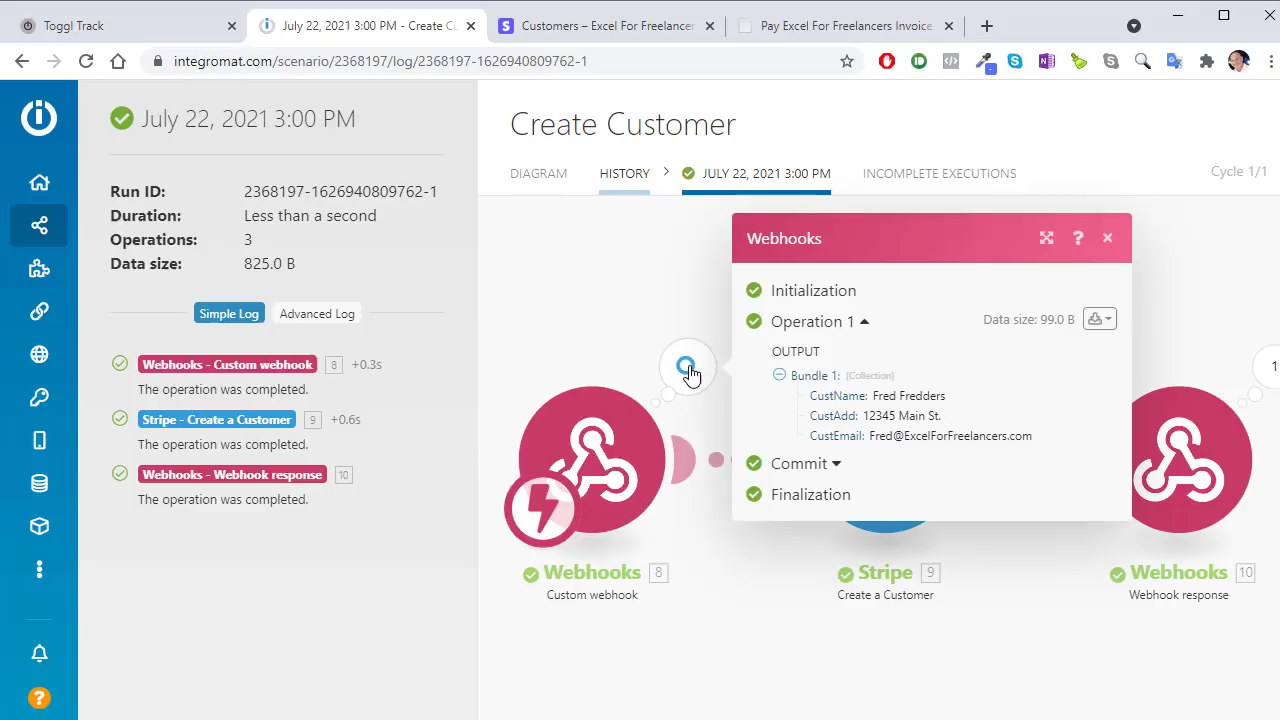 Toggl Track
July 22, 2021 3:00 PM - Create Cu
Customers – Excel For Freelancer
Pay Excel For Freelancers Invoice
integromat.com/scenario/2368197/log/2368197-1626940809762-1
July 22, 2021 3:00 PM
Run ID: 2368197-1626940809762-1
Duration: Less than a second
Operations: 3
Data size: 825.0 B
Simple Log Advanced Log
Webhooks - Custom webhook 8 +0.3s
The operation was completed.
Stripe - Create a Customer 9 +0.6s
The operation was completed.
Webhooks - Webhook response 10
The operation was completed.
Create Customer
DIAGRAM HISTORY JULY 22, 2021 3:00 PM INCOMPLETE EXECUTIONS Cycle 1/1
Webhooks ?
Initialization
Operation 1 Data size: 99.0 B
OUTPUT
Bundle 1: (Collection)
CustName: Fred Fredders
CustAdd: 12345 Main St.
CustEmail: Fred@ExcelForFreelancers.com
Commit
Finalization
1
Webhooks 8
Custom webhook
Stripe 9
Create a Customer
Webhooks 10
Webhook response
?